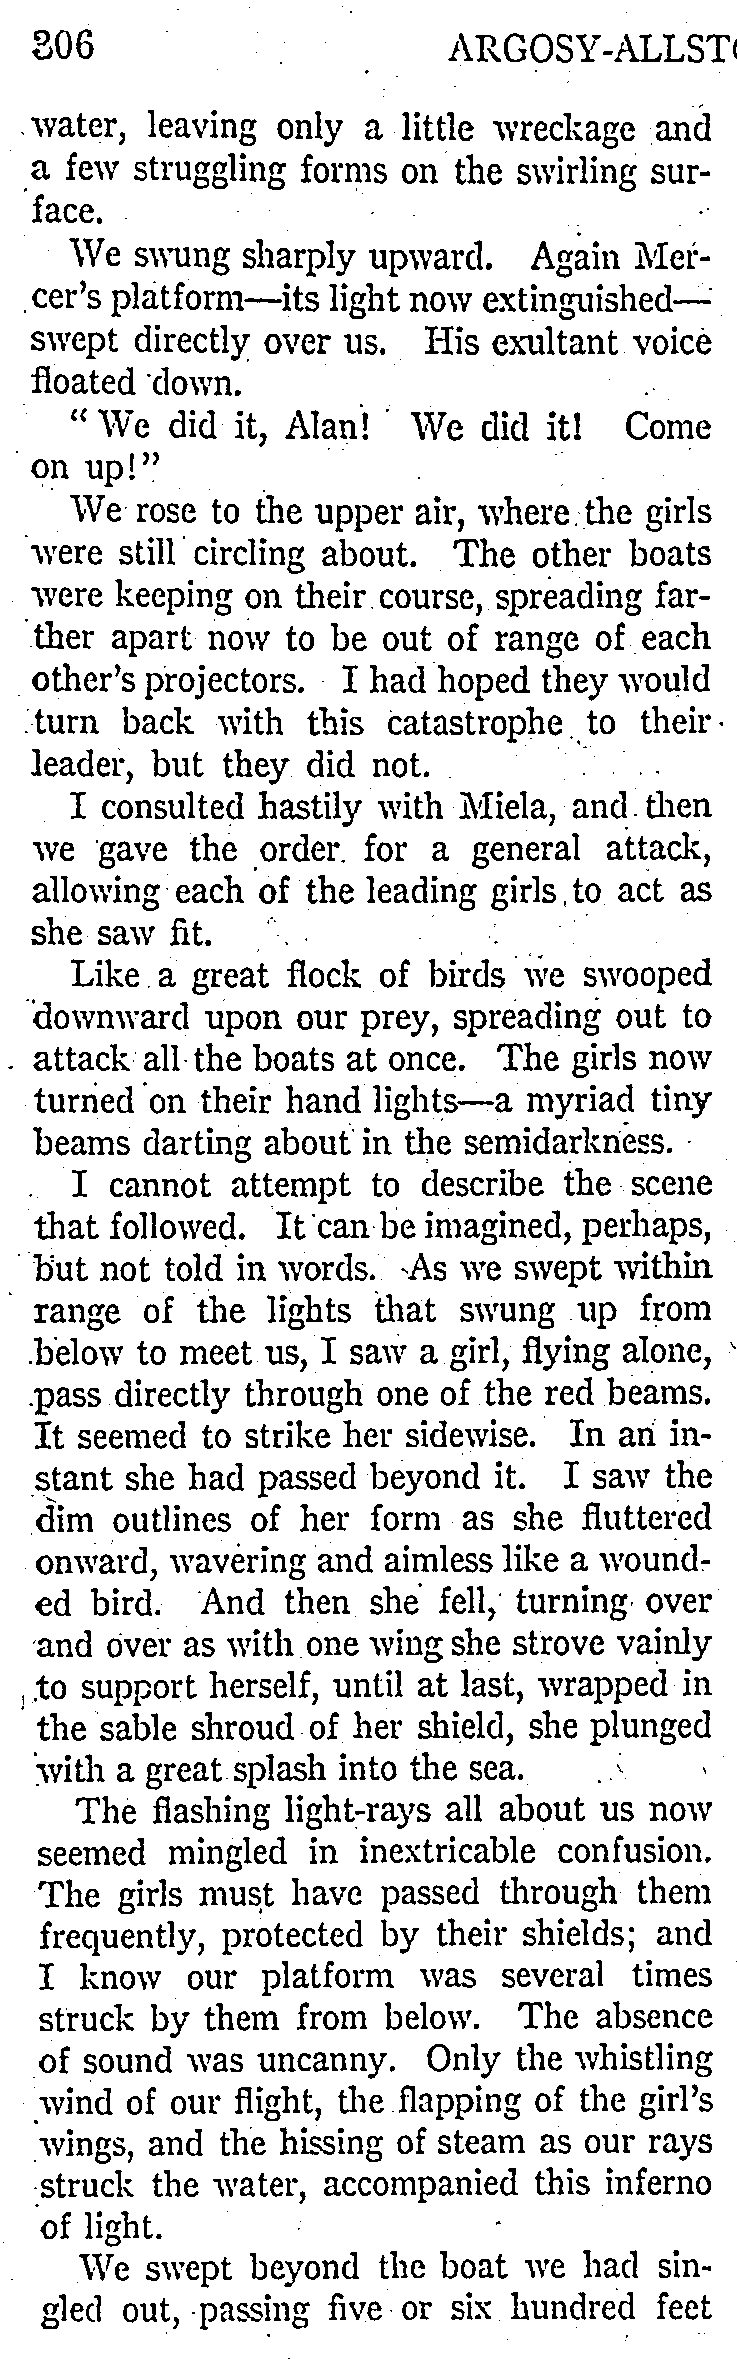 306 ARGOSY-ALLST
water, leaving only a little wreckage and
a few struggling forms on the swirling sur-
face.
We swung sharply upward. Again Mer-
cer's platform—its light now extinguished—
swept directly over us. His exultant voice
floated down.
"We did it, Alan! We did it! Come
on up!"
We rose to the upper air, where the girls
were still circling about. The other boats
were keeping on their course, spreading far-
ther apart now to be out of range of each
other's projectors. I had hoped they would
turn back with this catastrophe to their
leader, but they did not.
I consulted hastily with Miela, and then
we gave the order for a general attack,
allowing each of the leading girls to act as
she saw fit.
Like a great flock of birds we swooped
downward upon our prey, spreading out to
attack all the boats at once. The girls now
turned on their hand lights—a myriad tiny
beams darting about in the semidarkness.
I cannot attempt to describe the scene
that followed. It can be imagined, perhaps,
but not told in words. As we swept within
range of the lights that swung up from
below to meet us, I saw a girl, flying alone,
pass directly through one of the red beams.
It seemed to strike her sidewise. In an in-
stant she had passed beyond it. I saw the
dim outlines of her form as she fluttered
onward, wavering and aimless like a wound-
ed bird. And then she fell, turning over
and over as with one wing she strove vainly
to support herself, until at last, wrapped in
the sable shroud of her shield, she plunged
with a great splash into the sea.
The flashing light-rays all about us now
seemed mingled in inextricable confusion.
The girls must have passed through them
frequently, protected by their shields; and
I know our platform was several times
struck by them from below. The absence
of sound was uncanny. Only the whistling
wind of our flight, the flapping of the girl's
wings, and the hissing of steam as our rays
struck the water, accompanied this inferno
of light.
We swept beyond the boat we had sin-
gled out, passing five or six hundred feet